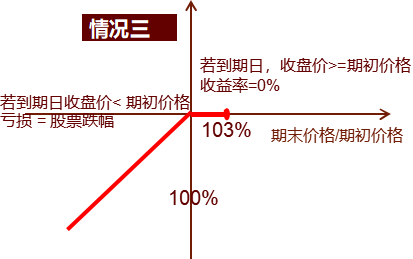 情况三
若到期日，收盘价>=期初价格
收益率=0%
若到期日收盘价< 期初价格
亏损 = 股票跌幅
103%
期末价格/期初价格
100%